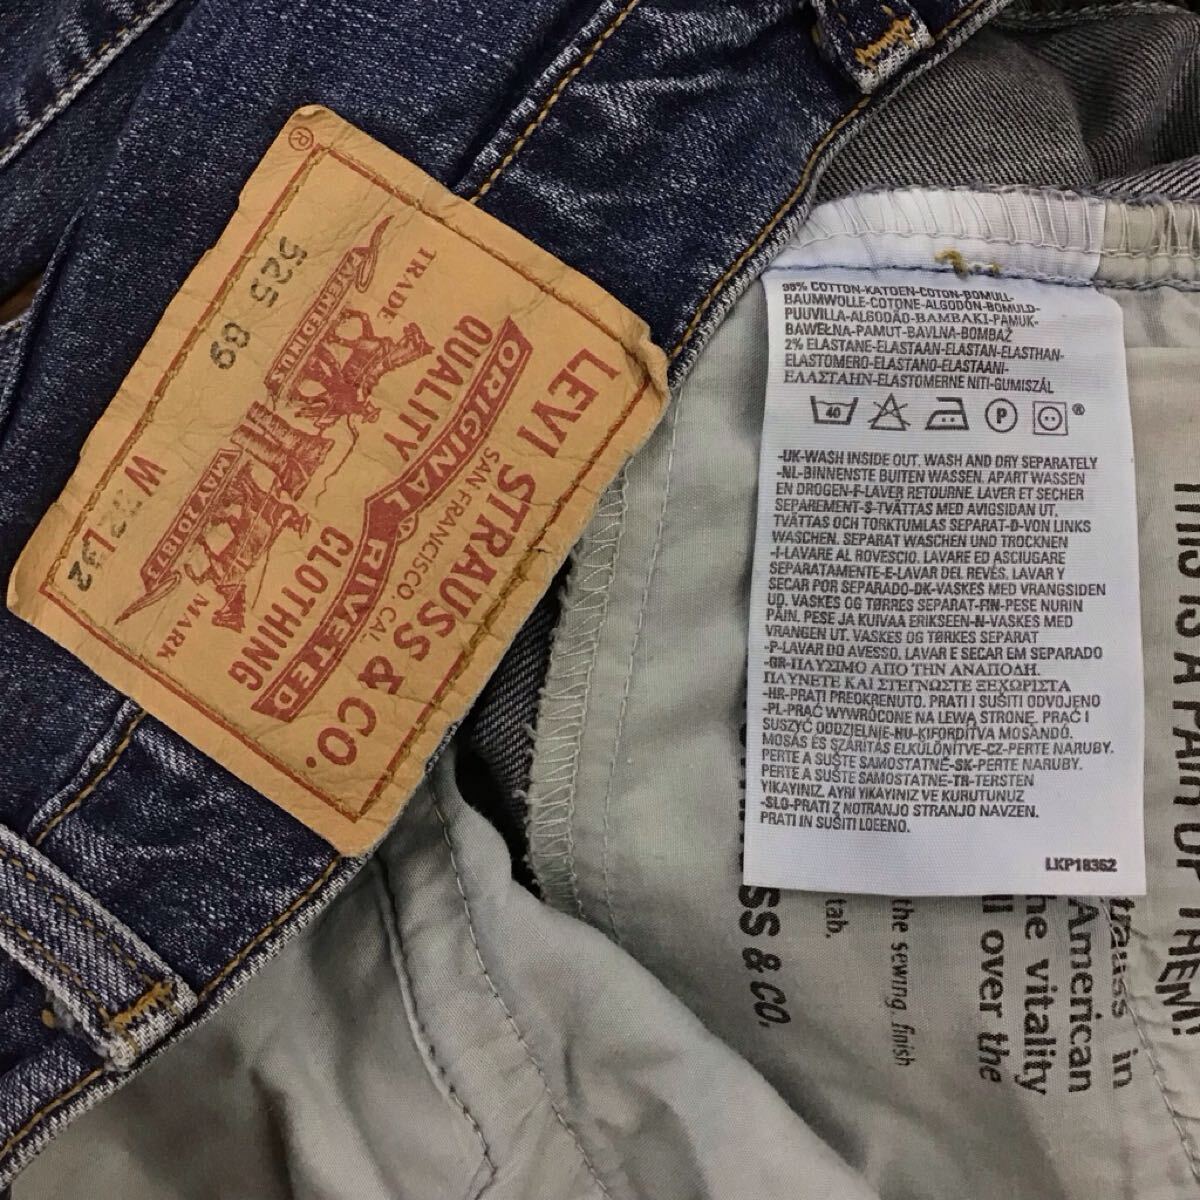 LEVI STRAUSS & CO.
SAN FRANCISCO, CAL
ORIGINAL RIVETED
QUALITY CLOTHING
TRADE MARK
PATENTED IN U.S.
MAY 20 1873
®
525 89
W 32 L32
98% COTTON-KATOEN-COTON-BOMULL-
BAUMWOLLE-COTONE-ALGODÓN-BOMULD-
PUUVILLA-ALGODÃO-ΒΑΜΒΑΚΙ-PAMUK-
BAWEŁNA-PAMUT-BAVLNA-BOMBAŽ
2% ELASTANE-ELASTAAN-ELASTAN-ELASTHAN-
ELASTOMERO-ELASTANO-ELASTAANI-
ΕΛΑΣΤΑΗΝ-ELASTOMERNE NITI-GUMISZÁL
40 P ®
-UK-WASH INSIDE OUT. WASH AND DRY SEPARATELY
-NL-BINNENSTE BUITEN WASSEN. APART WASSEN
EN DROGEN-F-LAVER RETOURNE. LAVER ET SECHER
SEPAREMENT-S-TVÄTTAS MED AVIGSIDAN UT.
TVÄTTAS OCH TORKTUMLAS SEPARAT-D-VON LINKS
WASCHEN. SEPARAT WASCHEN UND TROCKNEN
-I-LAVARE AL ROVESCIO. LAVARE ED ASCIUGARE
SEPARATAMENTE-E-LAVAR DEL REVÉS. LAVAR Y
SECAR POR SEPARADO-DK-VASKES MED VRANGSIDEN
UD. VASKES OG TØRRES SEPARAT-FIN-PESE NURIN
PÄIN. PESE JA KUIVAA ERIKSEEN-N-VASKES MED
VRANGEN UT. VASKES OG TØRKES SEPARAT
-P-LAVAR DO AVESSO. LAVAR E SECAR EM SEPARADO
-GR-ΠΛΥΣΙΜΟ ΑΠΟ ΤΗΝ ΑΝΑΠΟΔΗ.
ΠΛΥΝΕΤΕ ΚΑΙ ΣΤΕΓΝΩΣΤΕ ΞΕΧΩΡΙΣΤΑ
-HR-PRATI PREOKRENUTO. PRATI I SUŠITI ODVOJENO
-PL-PRAĆ WYWRÓCONE NA LEWĄ STRONĘ. PRAĆ I
SUSZYĆ ODDZIELNIE-HU-KIFORDÍTVA MOSANDÓ.
MOSÁS ÉS SZÁRÍTÁS ELKÜLÖNÍTVE-CZ-PERTE NARUBY.
PERTE A SUŠTE SAMOSTATNĚ-SK-PERTE NARUBY.
PERTE A SUŠTE SAMOSTATNE-TR-TERSTEN
YIKAYINIZ. AYRI YIKAYINIZ VE KURUTUNUZ
-SLO-PRATI Z NOTRANJO STRANJO NAVZEN.
PRATI IN SUŠITI LOEENO.
LKP18362
THIS IS A PAIR OF THEM!
in
American
the vitality
all over the
the sewing, finish
tab,
SS & CO.